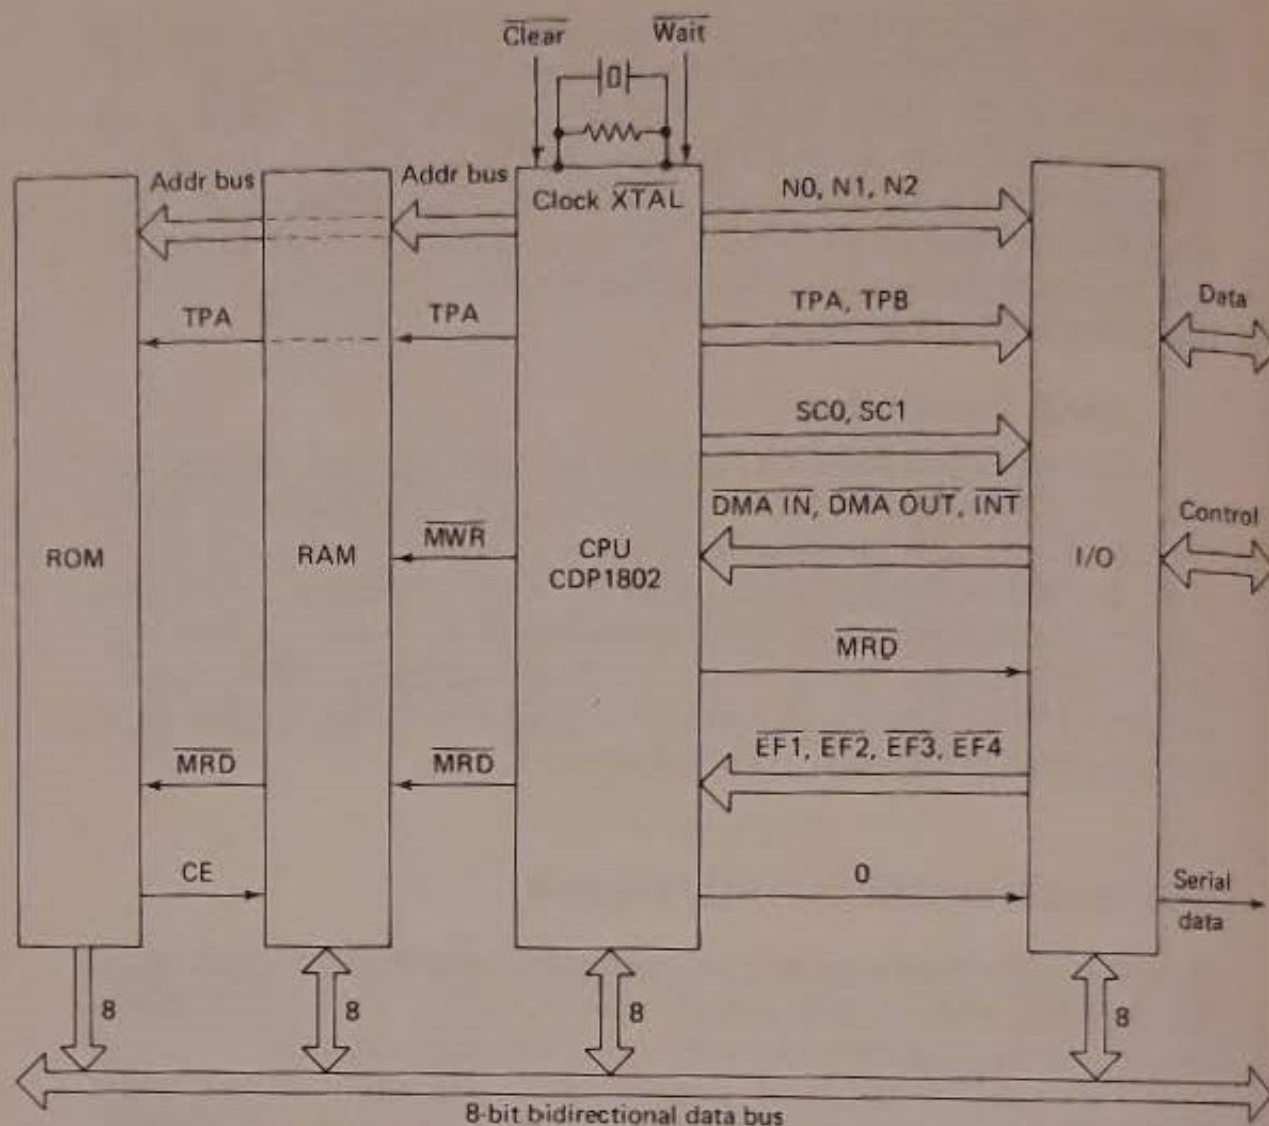 Clear Wait
Addr bus Addr bus Clock XTAL N0, N1, N2
TPA TPA TPA, TPB Data
SC0, SC1
DMA IN, DMA OUT, INT Control
ROM RAM MWR CPU I/O
CDP1802
MRD
EF1, EF2, EF3, EF4
MRD MRD
CE Q Serial
data
8 8 8 8
8-bit bidirectional data bus